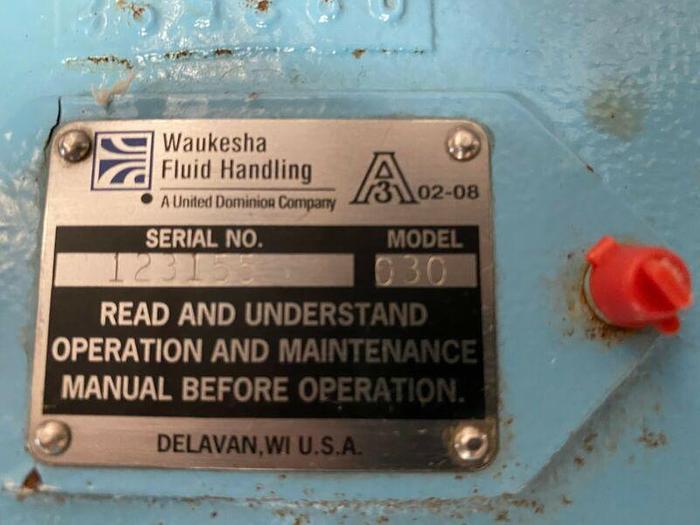 Waukesha
Fluid Handling
A United Dominion Company
A 3 02-08
SERIAL NO. MODEL
123155 030
READ AND UNDERSTAND
OPERATION AND MAINTENANCE
MANUAL BEFORE OPERATION.
DELAVAN, WI U.S.A.